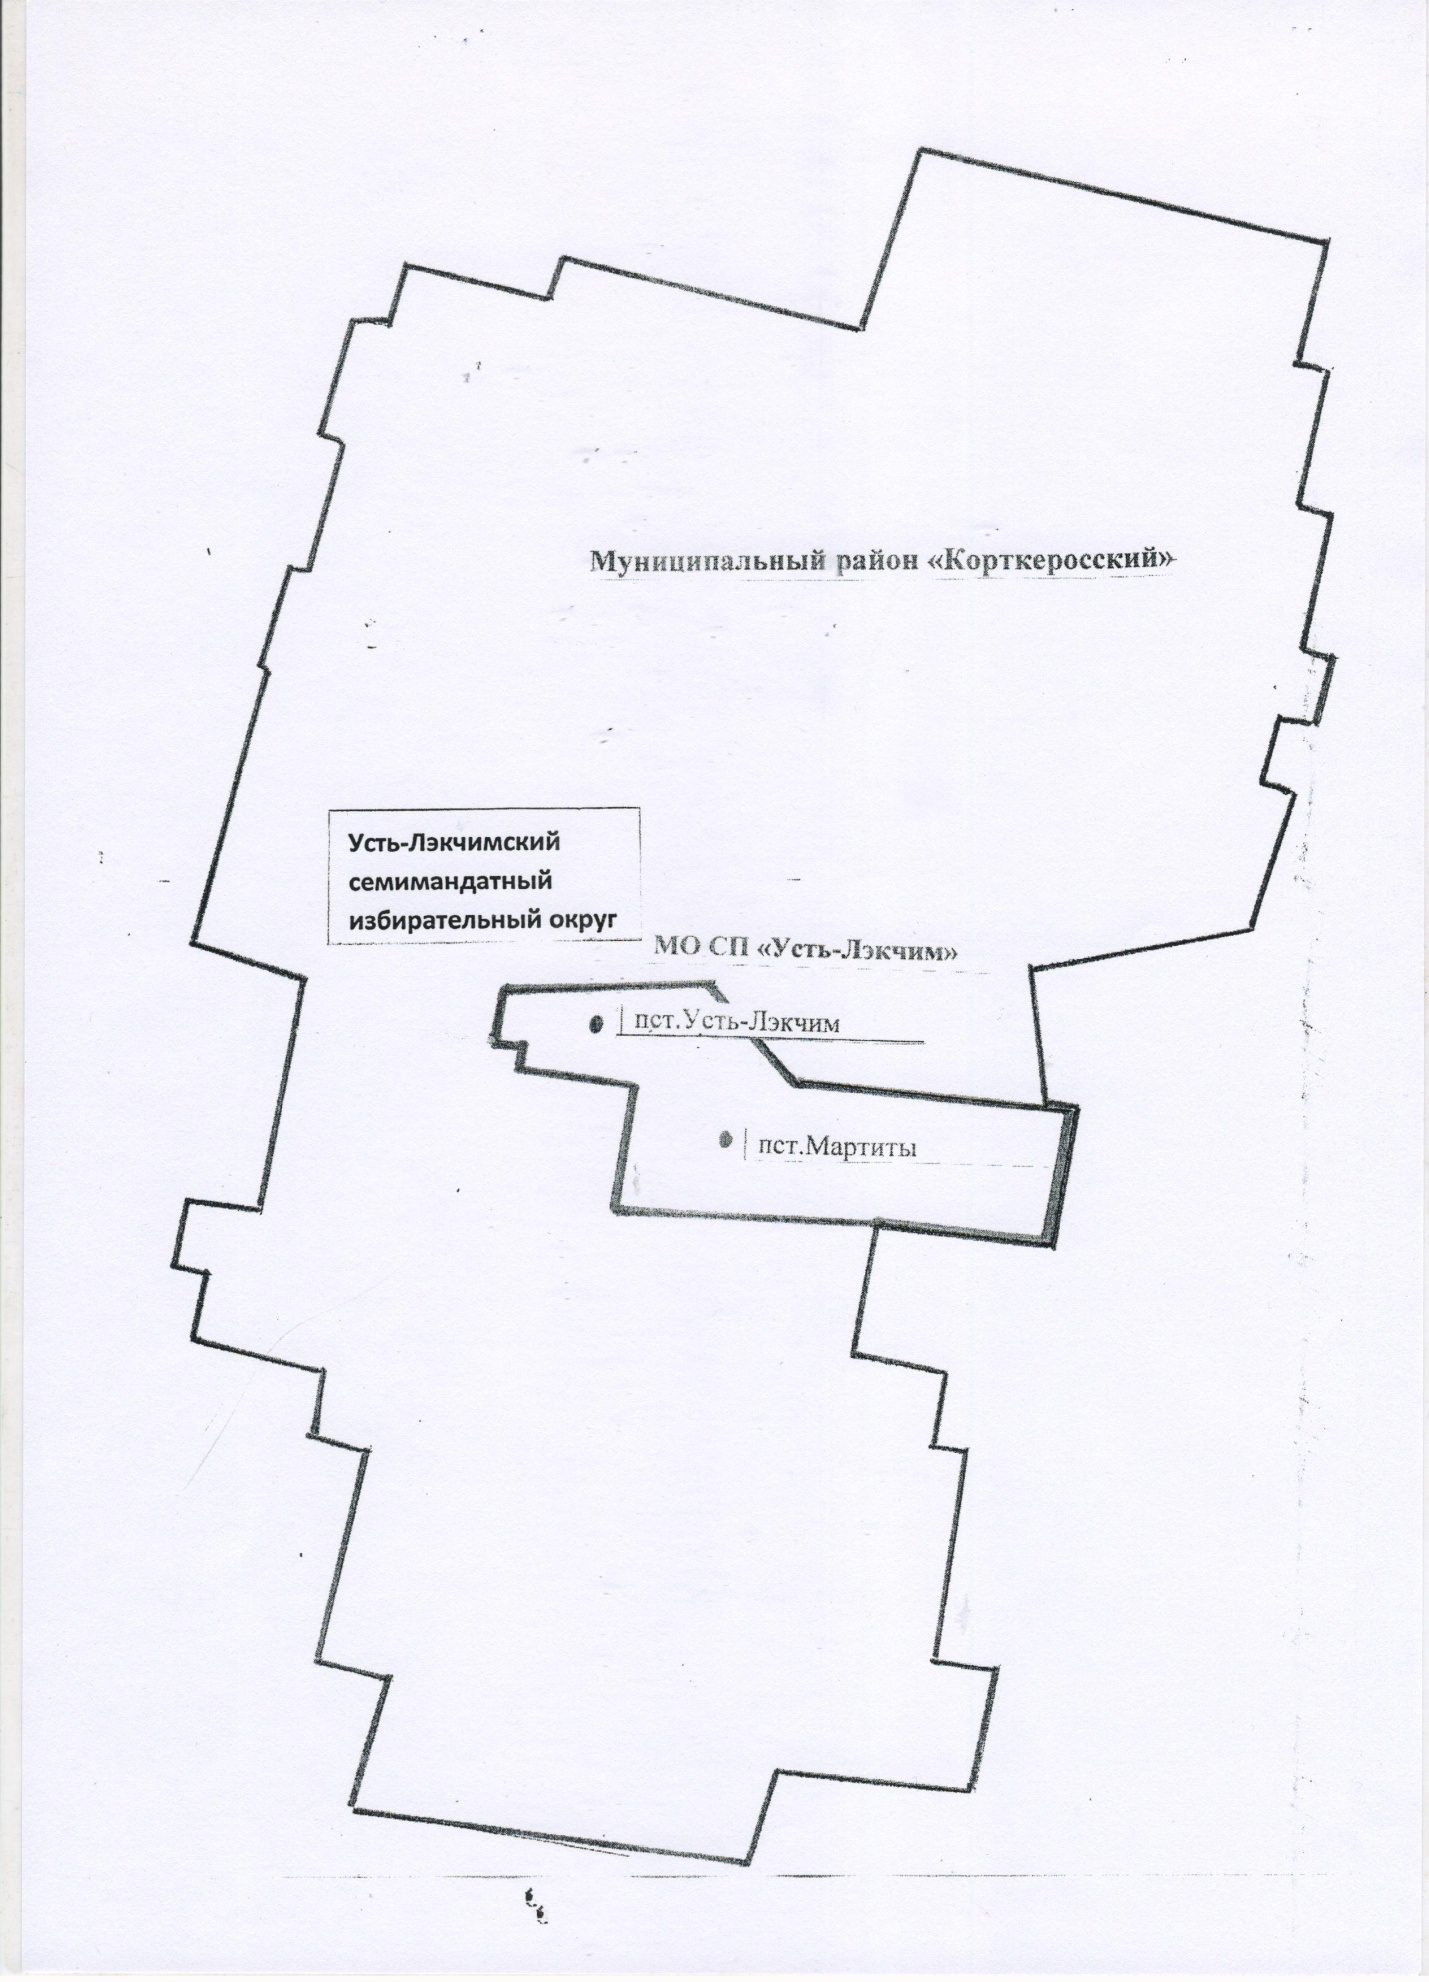 Муниципальный район «Корткеросский»
Усть-Лэкчимский
семимандатный
избирательный округ
МО СП «Усть-Лэкчим»
пст.Усть-Лэкчим
пст.Мартиты